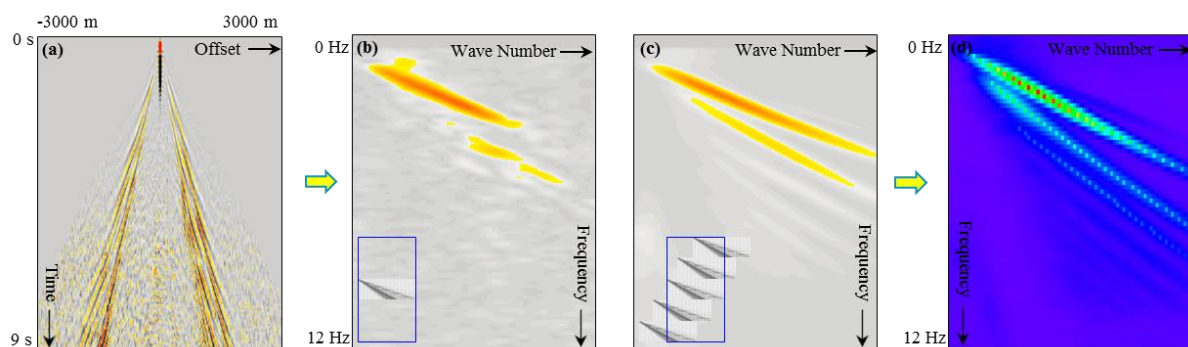 -3000 m 3000 m
0 s (a) Offset
Time
9 s
0 Hz (b) Wave Number
Frequency
12 Hz
(c) Wave Number
Frequency
0 Hz (d) Wave Number
Frequency
12 Hz